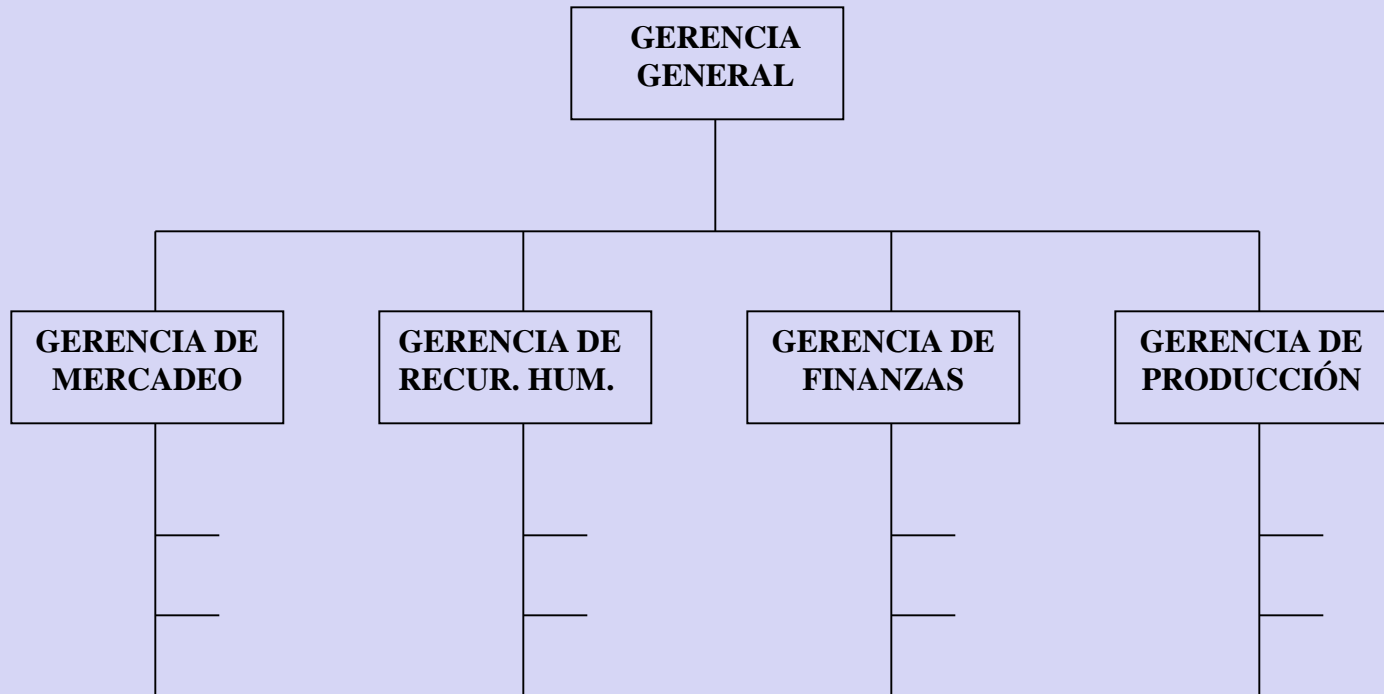 GERENCIA
GENERAL
GERENCIA DE
MERCADEO
GERENCIA DE
RECUR. HUM.
GERENCIA DE
FINANZAS
GERENCIA DE
PRODUCCIÓN